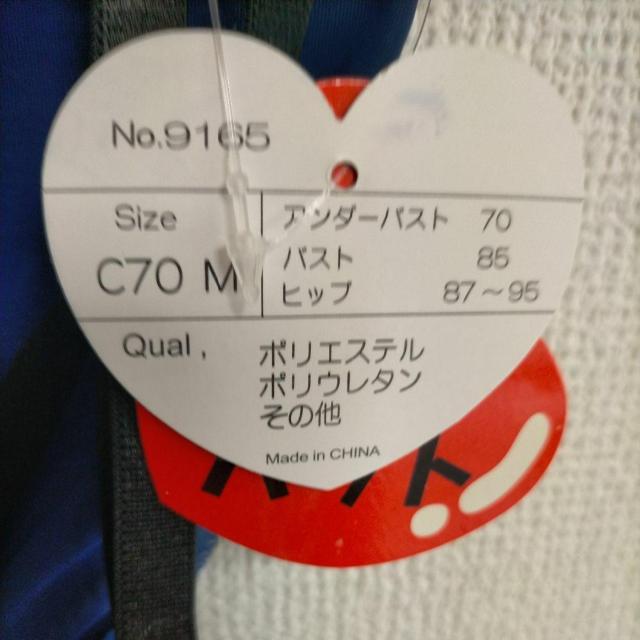 No.9165
Size
C70 M
アンダーバスト 70
バスト 85
ヒップ 87～95
Qual,
ポリエステル
ポリウレタン
その他
Made in CHINA